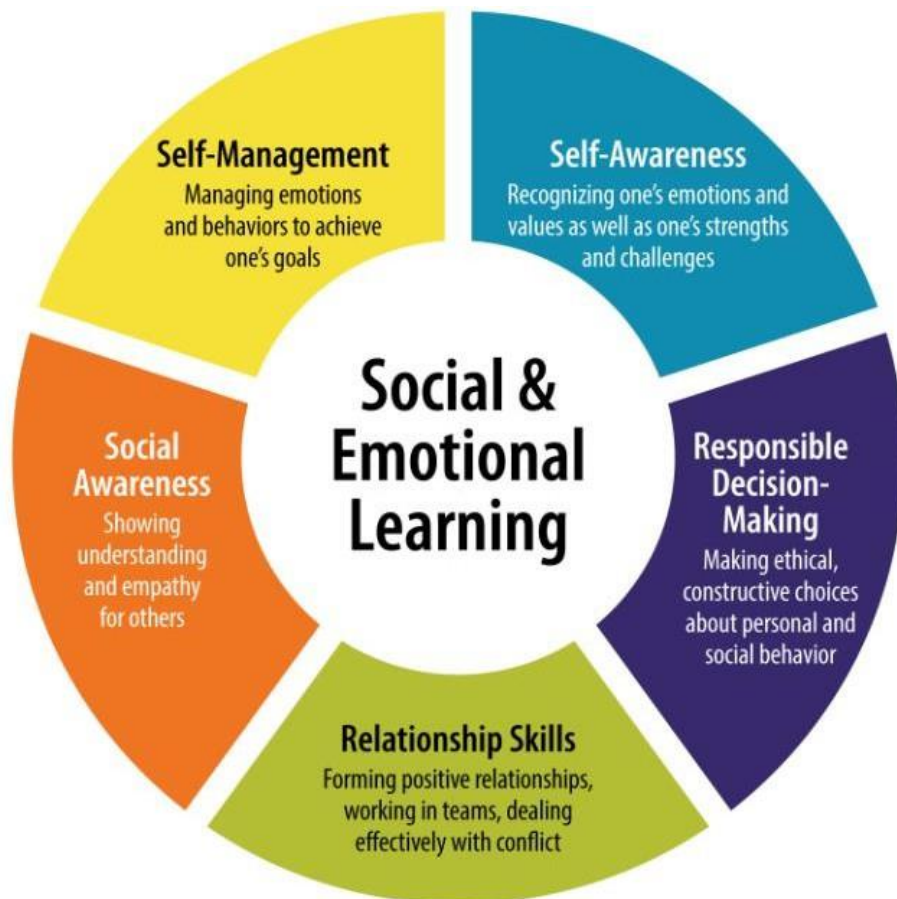 Self-Management
Managing emotions
and behaviors to achieve
one's goals
Self-Awareness
Recognizing one's emotions and
values as well as one's strengths
and challenges
Social &
Emotional
Learning
Social
Awareness
Showing
understanding
and empathy
for others
Responsible
Decision-
Making
Making ethical,
constructive choices
about personal and
social behavior
Relationship Skills
Forming positive relationships,
working in teams, dealing
effectively with conflict